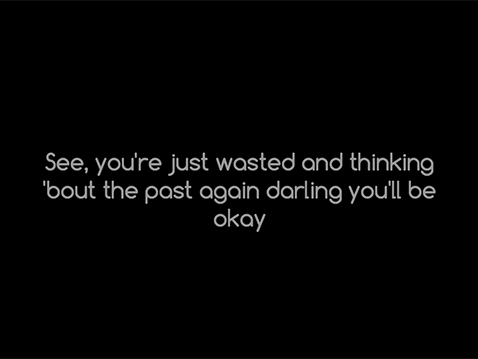 See, you're just wasted and thinking
'bout the past again darling you'll be
okay